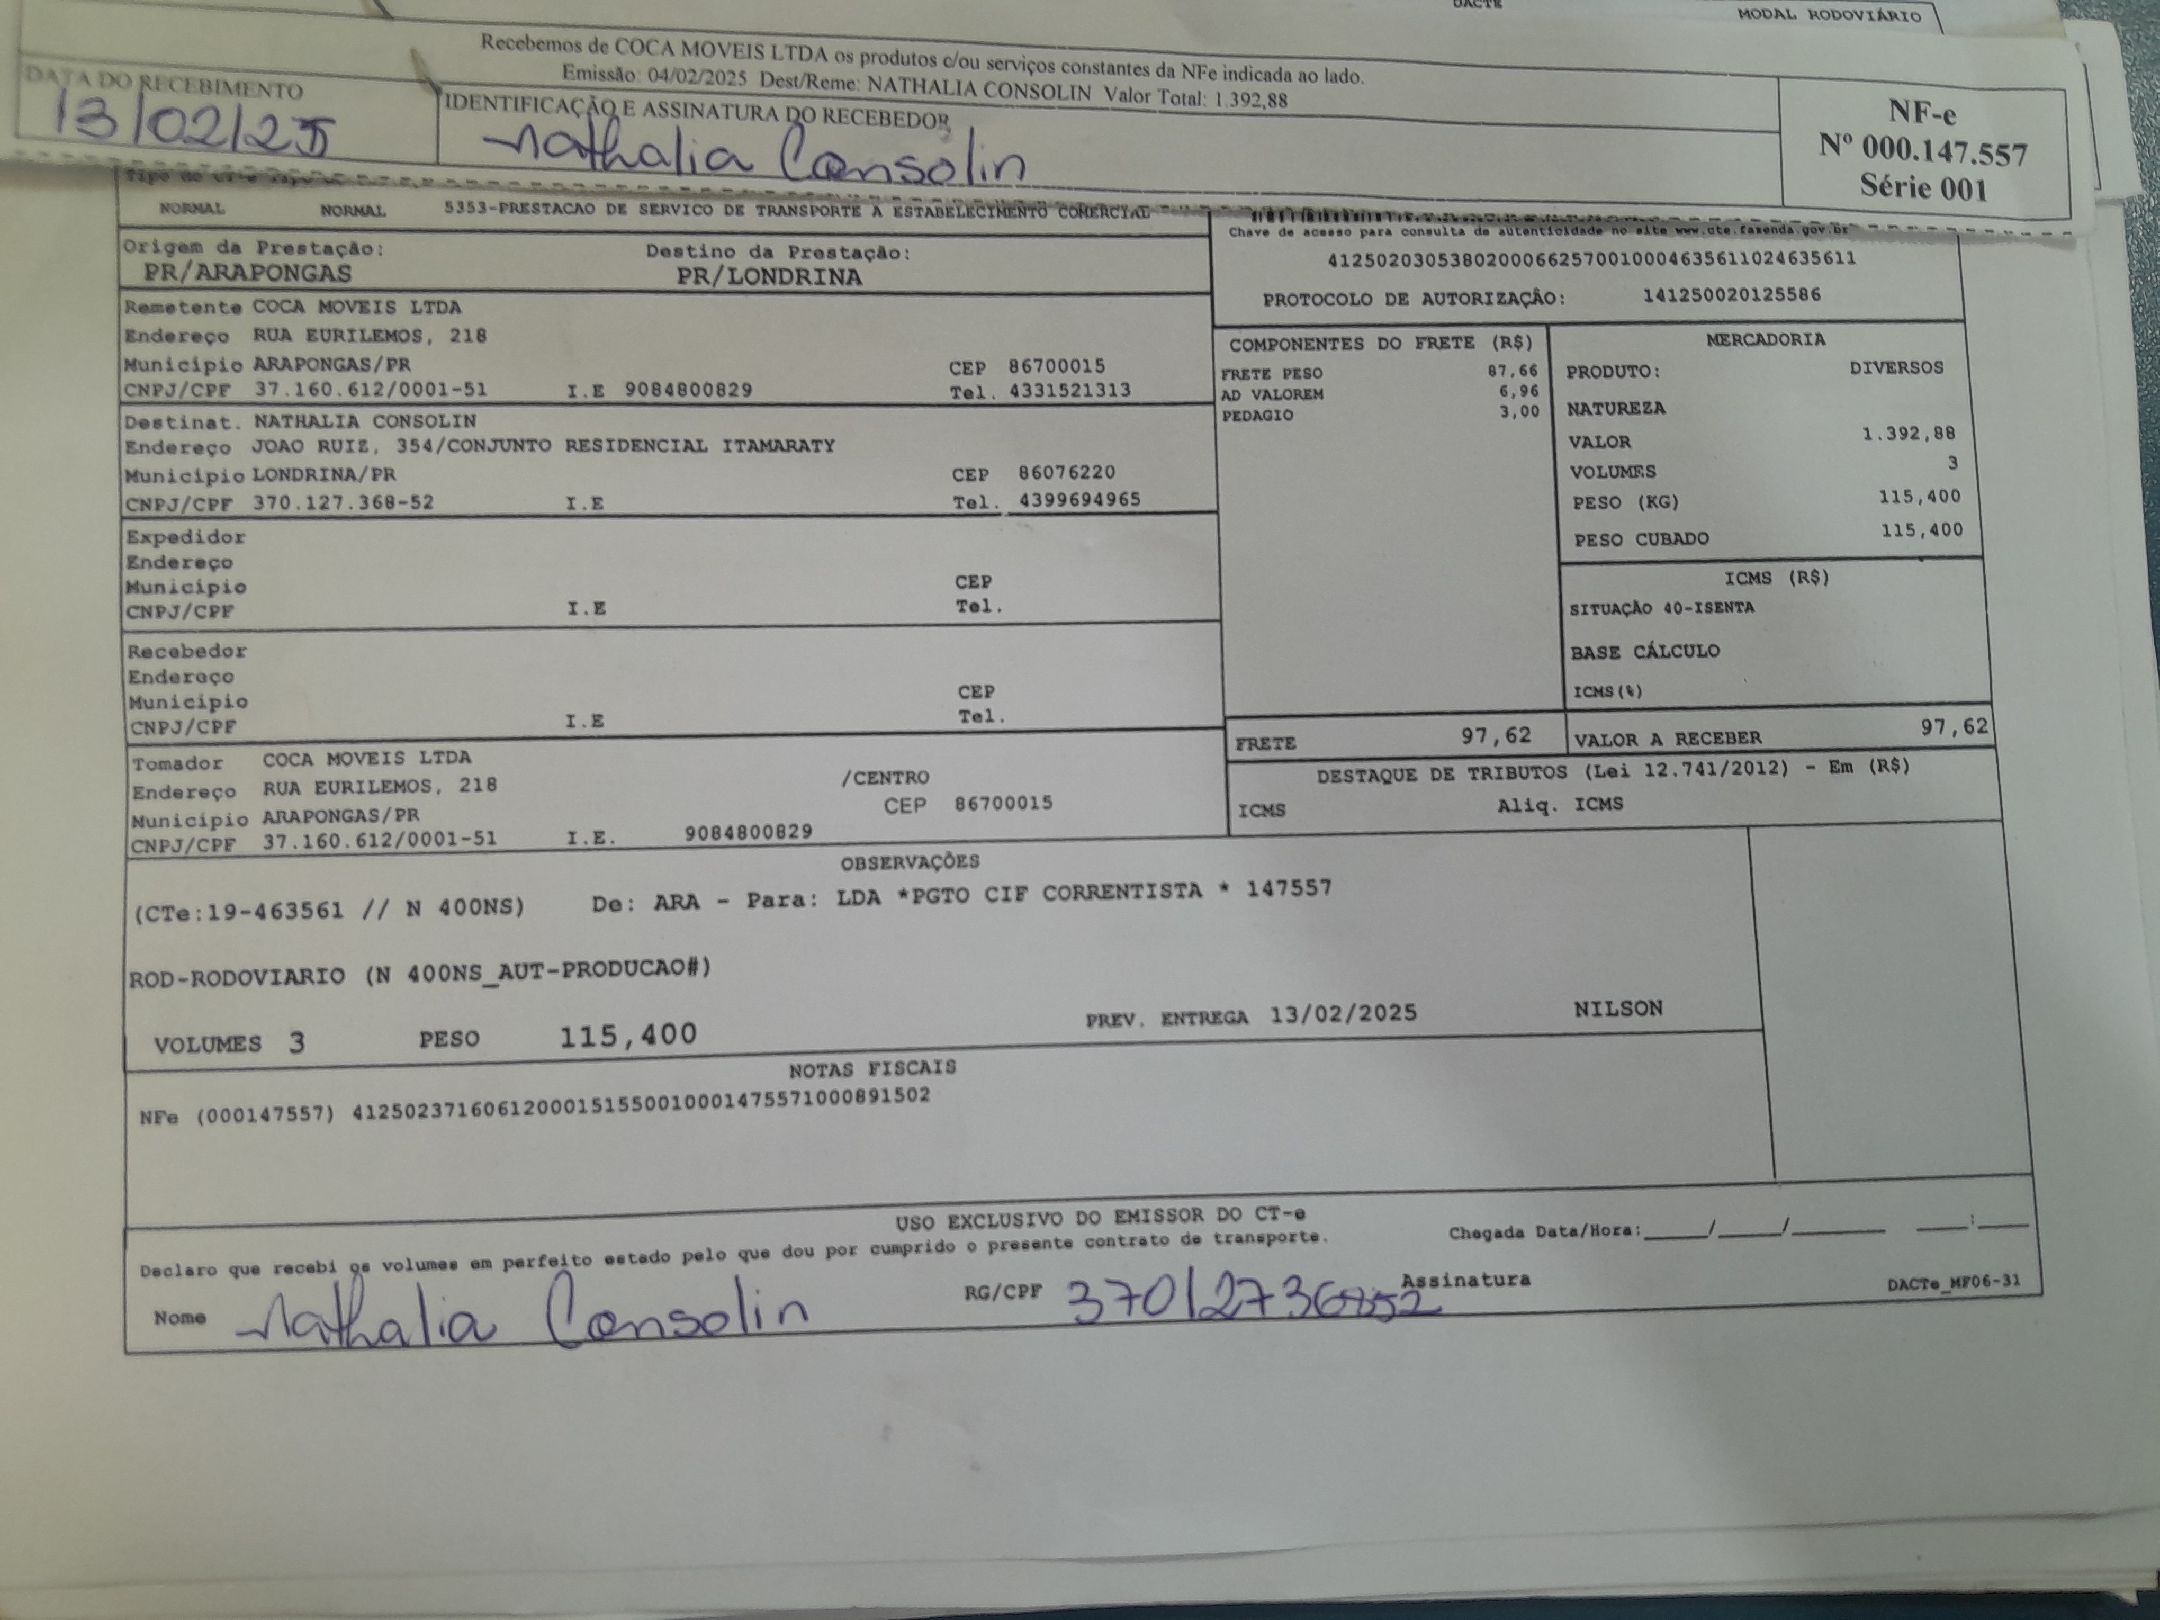 DACTE
MODAL RODOVIÁRIO
Recebemos de COCA MOVEIS LTDA os produtos e/ou serviços constantes da NFe indicada ao lado.
Emissão: 04/02/2025 Dest/Reme: NATHALIA CONSOLIN Valor Total: 1.392,88
DATA DO RECEBIMENTO
13/02/25
IDENTIFICAÇÃO E ASSINATURA DO RECEBEDOR
Nathalia Consolin
NF-e
Nº 000.147.557
Série 001
NORMAL NORMAL 5353-PRESTACAO DE SERVICO DE TRANSPORTE A ESTABELECIMENTO COMERCIAL
Chave de acesso para consulta de autenticidade no site www.cte.fazenda.gov.br
41250203053802000662570010004635611024635611
PROTOCOLO DE AUTORIZAÇÃO: 141250020125586
Origem da Prestação: Destino da Prestação:
PR/ARAPONGAS PR/LONDRINA
Remetente COCA MOVEIS LTDA
Endereço RUA EURILEMOS, 218
Município ARAPONGAS/PR CEP 86700015
CNPJ/CPF 37.160.612/0001-51 I.E 9084800829 Tel. 4331521313
Destinat. NATHALIA CONSOLIN
Endereço JOAO RUIZ, 354/CONJUNTO RESIDENCIAL ITAMARATY
Município LONDRINA/PR CEP 86076220
CNPJ/CPF 370.127.368-52 I.E Tel. 4399694965
Expedidor
Endereço
Município CEP
CNPJ/CPF I.E Tel.
Recebedor
Endereço
Município CEP
CNPJ/CPF I.E Tel.
Tomador COCA MOVEIS LTDA
Endereço RUA EURILEMOS, 218 /CENTRO
Município ARAPONGAS/PR CEP 86700015
CNPJ/CPF 37.160.612/0001-51 I.E. 9084800829
COMPONENTES DO FRETE (R$)
FRETE PESO 87,66
AD VALOREM 6,96
PEDAGIO 3,00
MERCADORIA
PRODUTO: DIVERSOS
NATUREZA
VALOR 1.392,88
VOLUMES 3
PESO (KG) 115,400
PESO CUBADO 115,400
ICMS (R$)
SITUAÇÃO 40-ISENTA
BASE CÁLCULO
ICMS(%)
FRETE 97,62 VALOR A RECEBER 97,62
DESTAQUE DE TRIBUTOS (Lei 12.741/2012) - Em (R$)
ICMS Aliq. ICMS
OBSERVAÇÕES
(CTe:19-463561 // N 400NS) De: ARA - Para: LDA *PGTO CIF CORRENTISTA * 147557
ROD-RODOVIARIO (N 400NS_AUT-PRODUCAO#)
VOLUMES 3 PESO 115,400 PREV. ENTREGA 13/02/2025 NILSON
NOTAS FISCAIS
NFe (000147557) 41250237160612000151550010001475571000891502
USO EXCLUSIVO DO EMISSOR DO CT-e
Declaro que recebi os volumes em perfeito estado pelo que dou por cumprido o presente contrato de transporte. Chegada Data/Hora:_____/_____/_______ ____:____
Nome Nathalia Consolin RG/CPF 37012736852 Assinatura DACTe_MF06-31